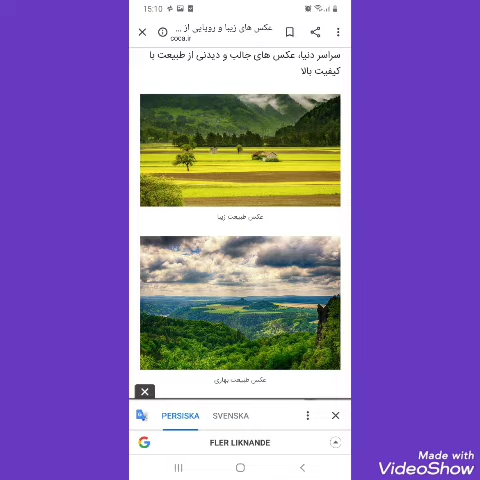 15:10
عکس های زیبا و رویایی از ...
coca.ir
سراسر دنیا، عکس های جالب و دیدنی از طبیعت با
کیفیت بالا
عکس طبیعت زیبا
عکس طبیعت بهاری
PERSISKA SVENSKA
FLER LIKNANDE
Made with
VideoShow